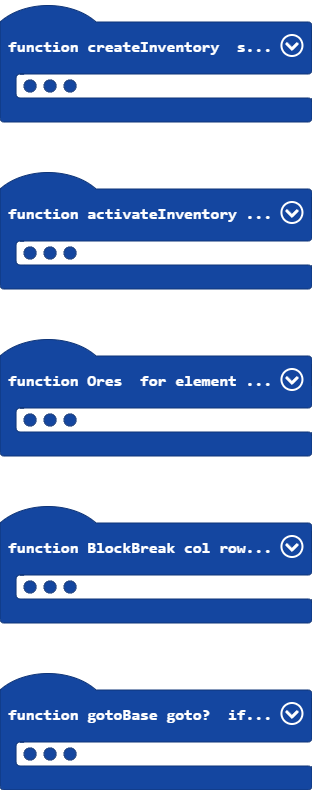 function createInventory s...
function activateInventory ...
function Ores for element ...
function BlockBreak col row...
function gotoBase goto? if...